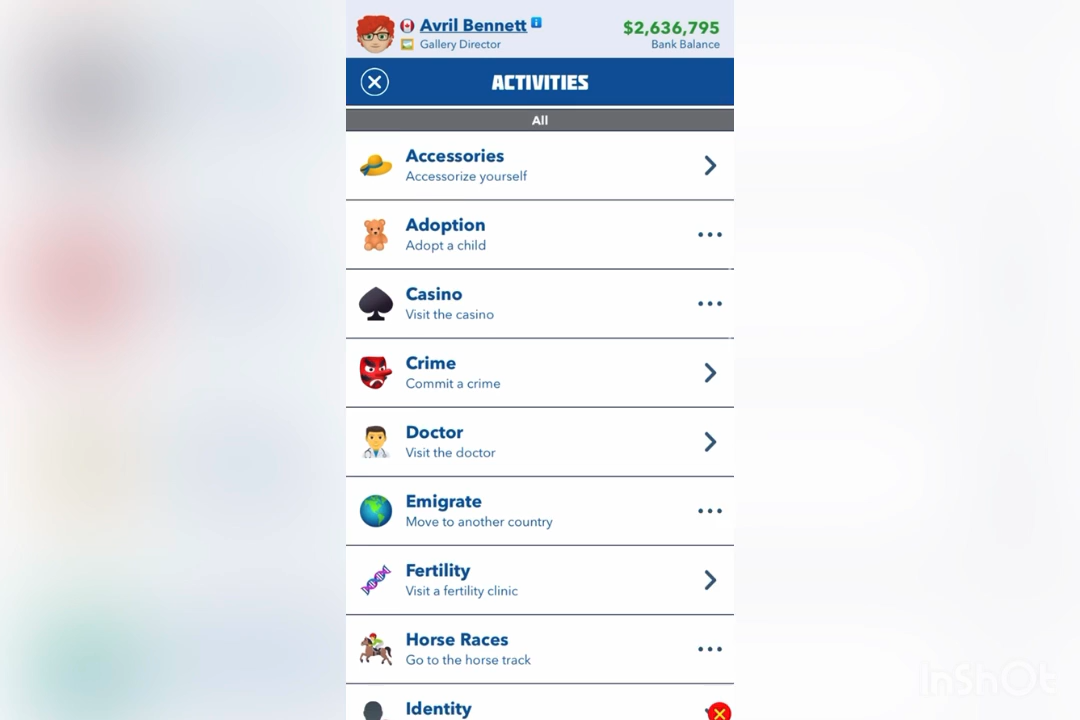 Avril Bennett
$2,636,795
Gallery Director
Bank Balance
ACTIVITIES
All
Accessories
Accessorize yourself
Adoption
Adopt a child
Casino
Visit the casino
Crime
Commit a crime
Doctor
Visit the doctor
Emigrate
Move to another country
Fertility
Visit a fertility clinic
Horse Races
Go to the horse track
Identity
InShOt